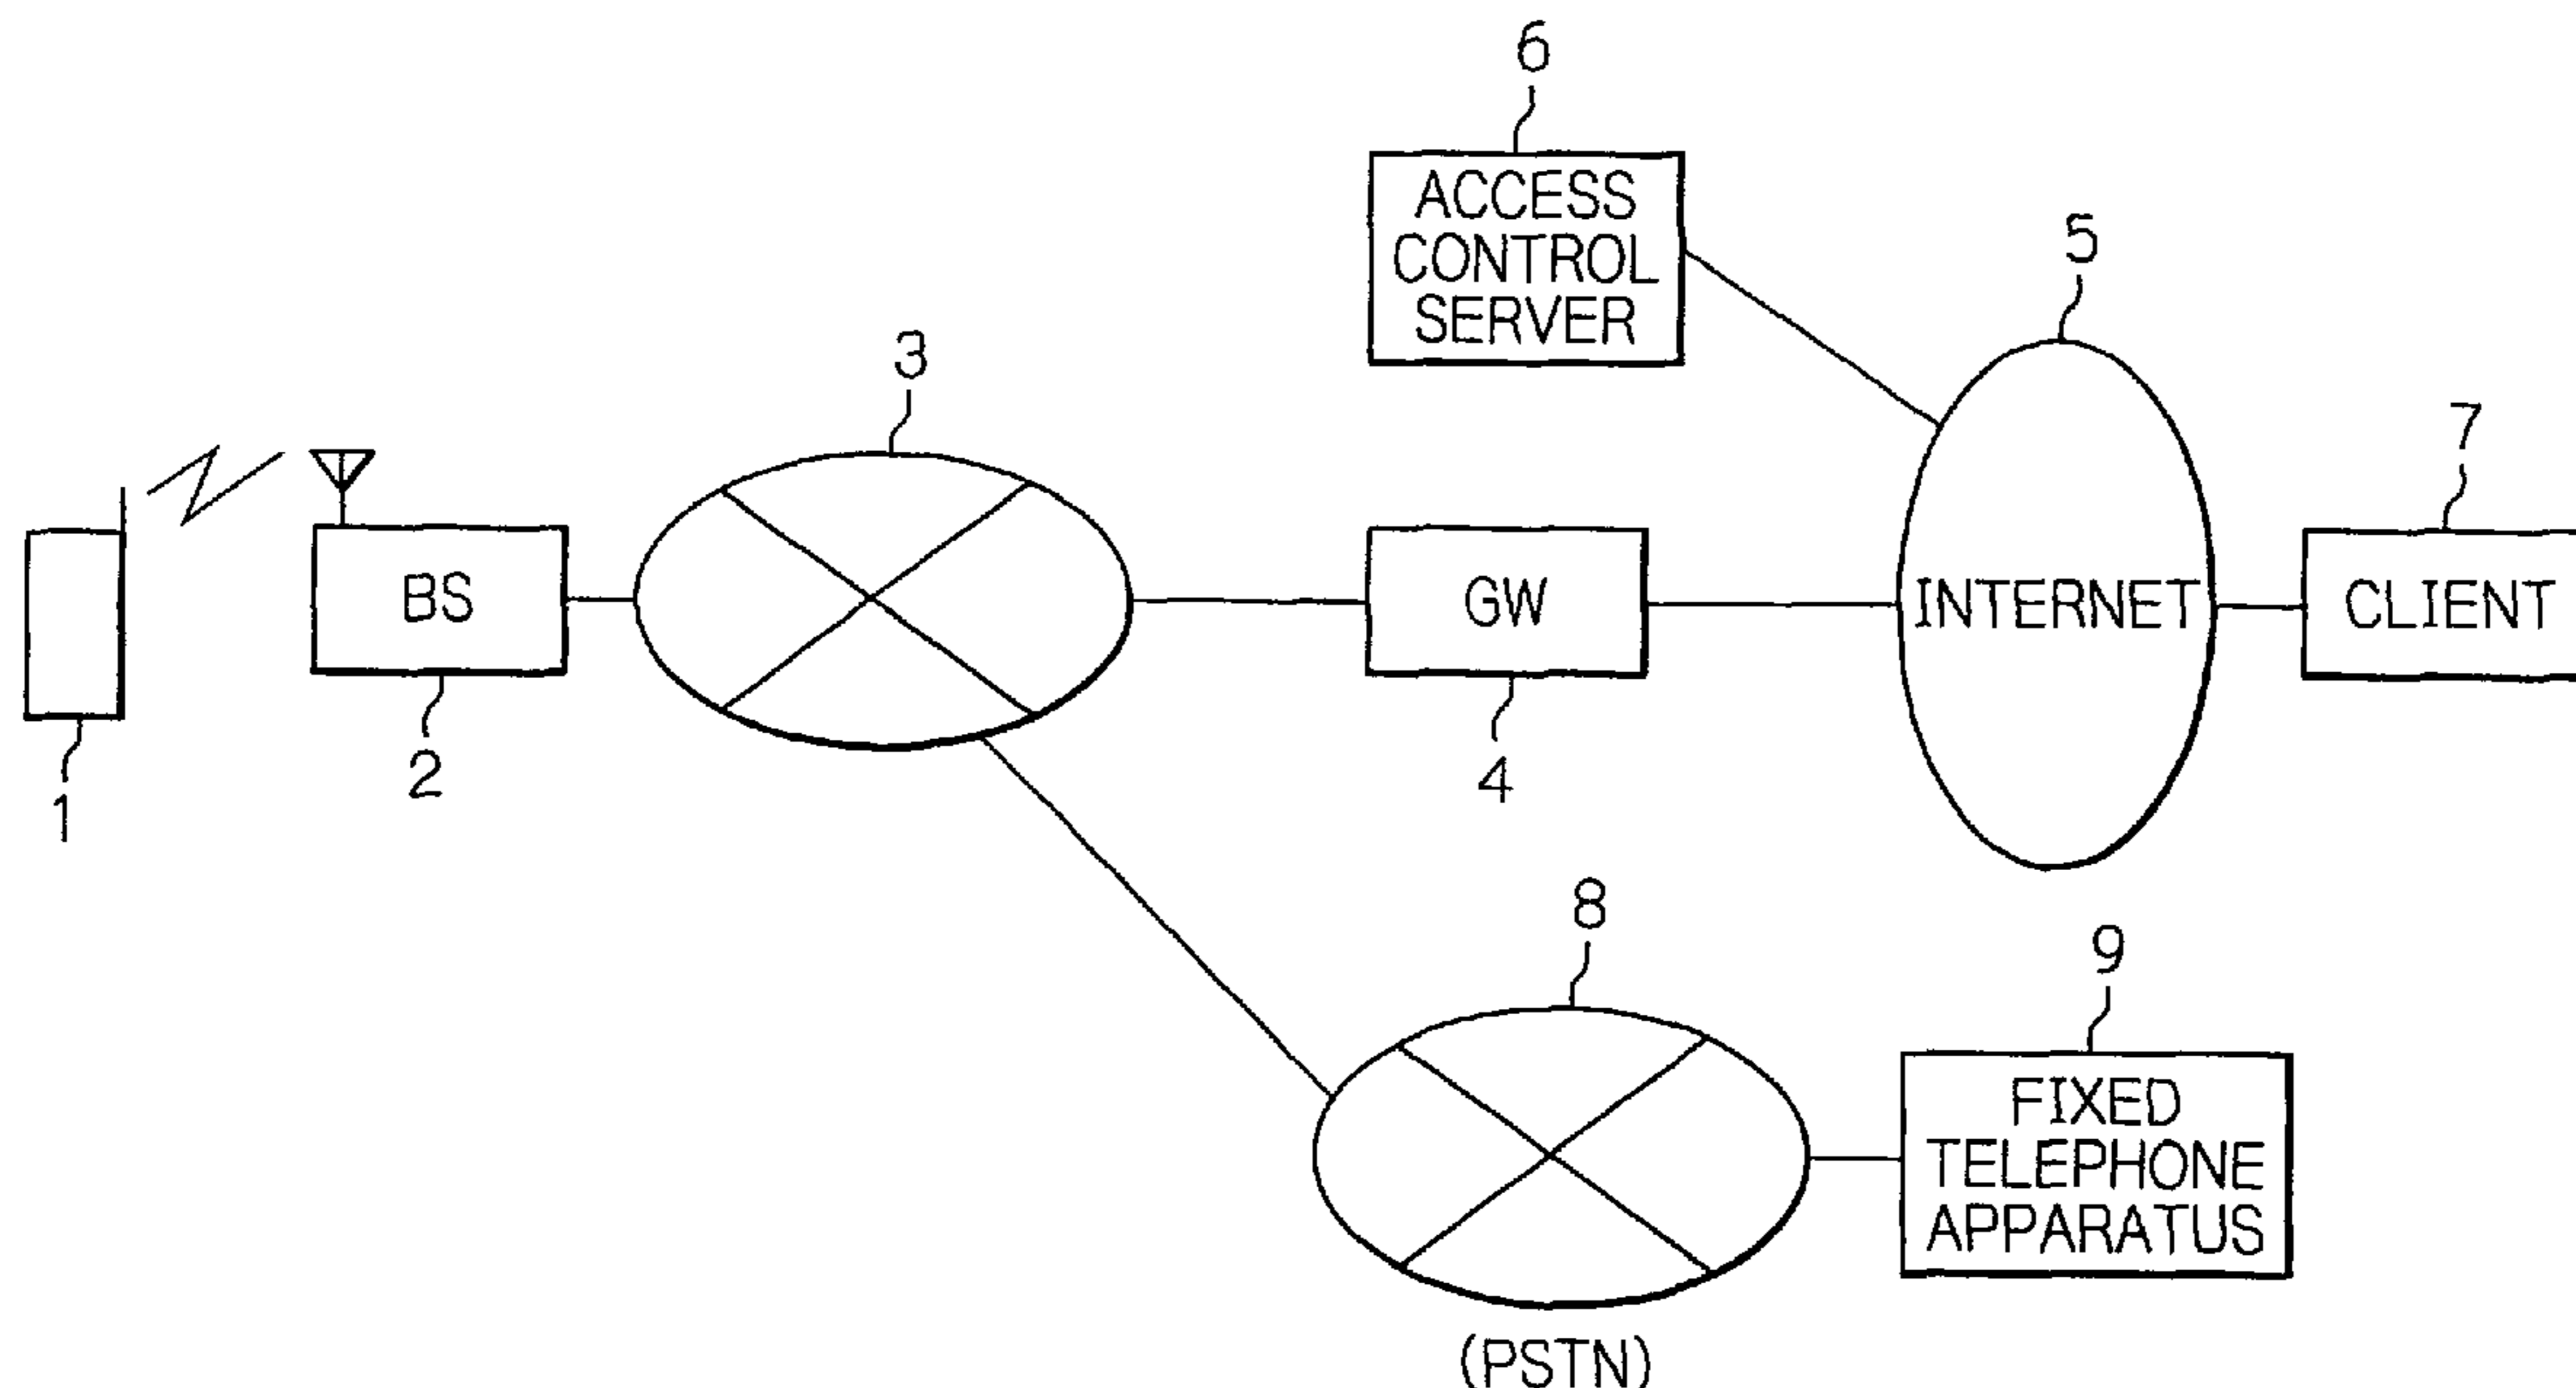 6
ACCESS
CONTROL
SERVER
5
3
7
BS
GW
INTERNET
CLIENT
1
2
4
8
9
FIXED
TELEPHONE
APPARATUS
(PSTN)